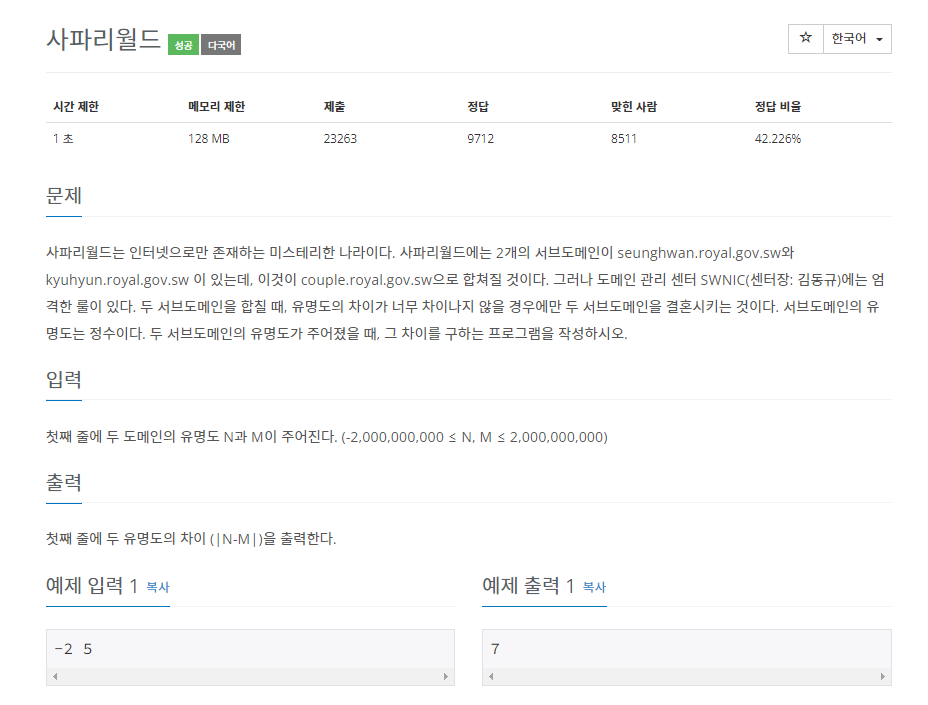 사파리월드 성공 다국어
☆ 한국어
시간 제한 메모리 제한 제출 정답 맞힌 사람 정답 비율
1 초 128 MB 23263 9712 8511 42.226%
문제
사파리월드는 인터넷으로만 존재하는 미스테리한 나라이다. 사파리월드에는 2개의 서브도메인이 seunghwan.royal.gov.sw와
kyuhyun.royal.gov.sw 이 있는데, 이것이 couple.royal.gov.sw으로 합쳐질 것이다. 그러나 도메인 관리 센터 SWNIC(센터장: 김동규)에는 엄
격한 룰이 있다. 두 서브도메인을 합칠 때, 유명도의 차이가 너무 차이나지 않을 경우에만 두 서브도메인을 결혼시키는 것이다. 서브도메인의 유
명도는 정수이다. 두 서브도메인의 유명도가 주어졌을 때, 그 차이를 구하는 프로그램을 작성하시오.
입력
첫째 줄에 두 도메인의 유명도 N과 M이 주어진다. (-2,000,000,000 ≤ N, M ≤ 2,000,000,000)
출력
첫째 줄에 두 유명도의 차이 (|N-M|)을 출력한다.
예제 입력 1 복사
-2 5
예제 출력 1 복사
7